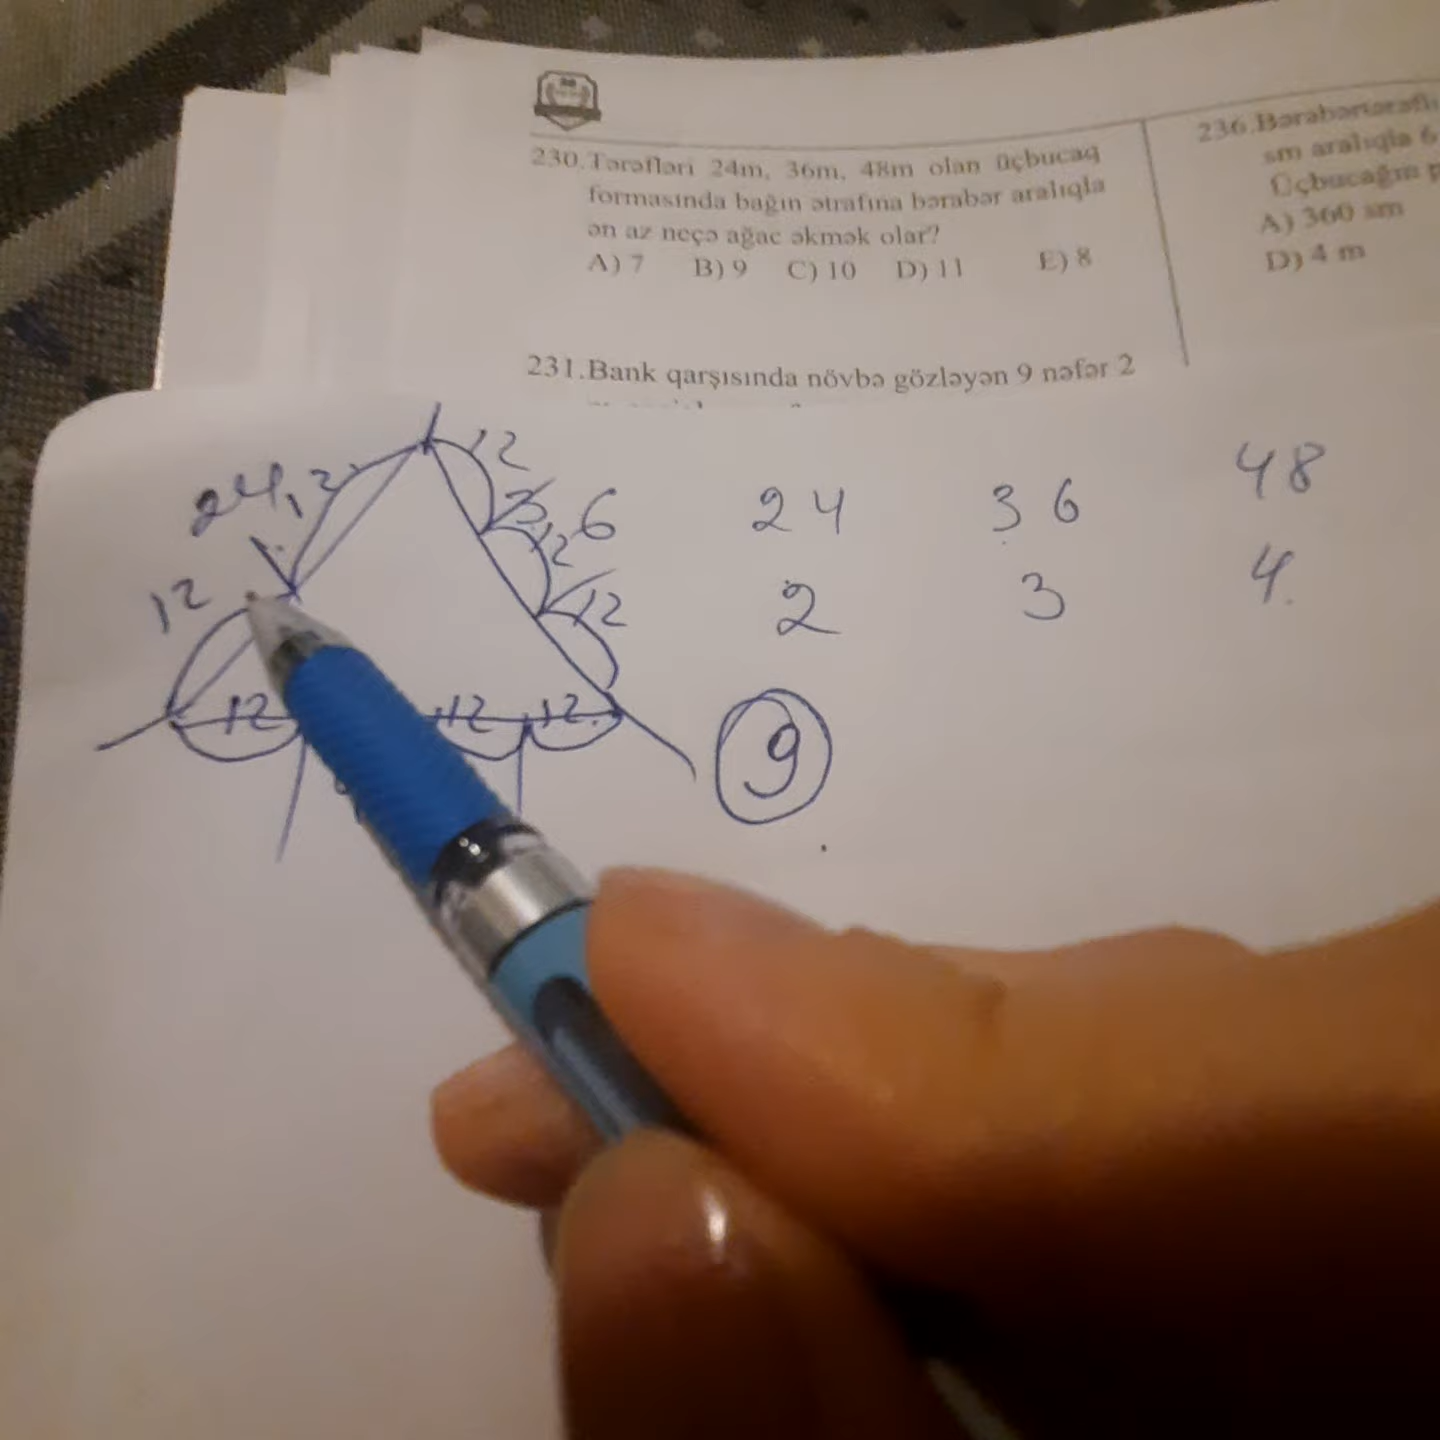 230. Tərəfləri 24m, 36m, 48m olan üçbucaq
formasında bağın ətrafına bərabər aralıqla
ən az neçə ağac əkmək olar?
A) 7 B) 9 C) 10 D) 11 E) 8
231. Bank qarşısında növbə gözləyən 9 nəfər 2
236. Bərabərtərəfli
sm aralıqla 6
Üçbucağın p
A) 360 sm
D) 4 m
24 12 12
36 12
12 12
12 12 12
24 36 48
2 3 4.
9